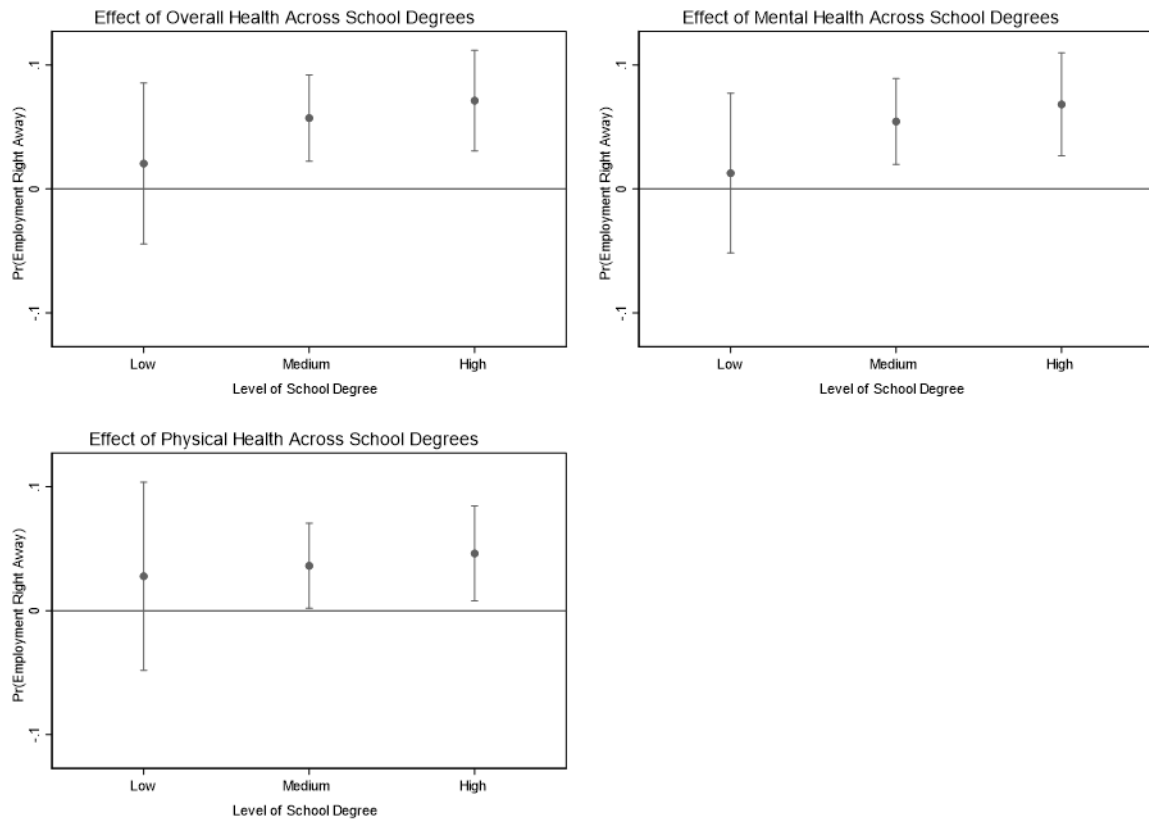 Effect of Overall Health Across School Degrees
Pr(Employment Right Away)
.1
0
-.1
Low Medium High
Level of School Degree
Effect of Mental Health Across School Degrees
Pr(Employment Right Away)
.1
0
-.1
Low Medium High
Level of School Degree
Effect of Physical Health Across School Degrees
Pr(Employment Right Away)
.1
0
-.1
Low Medium High
Level of School Degree